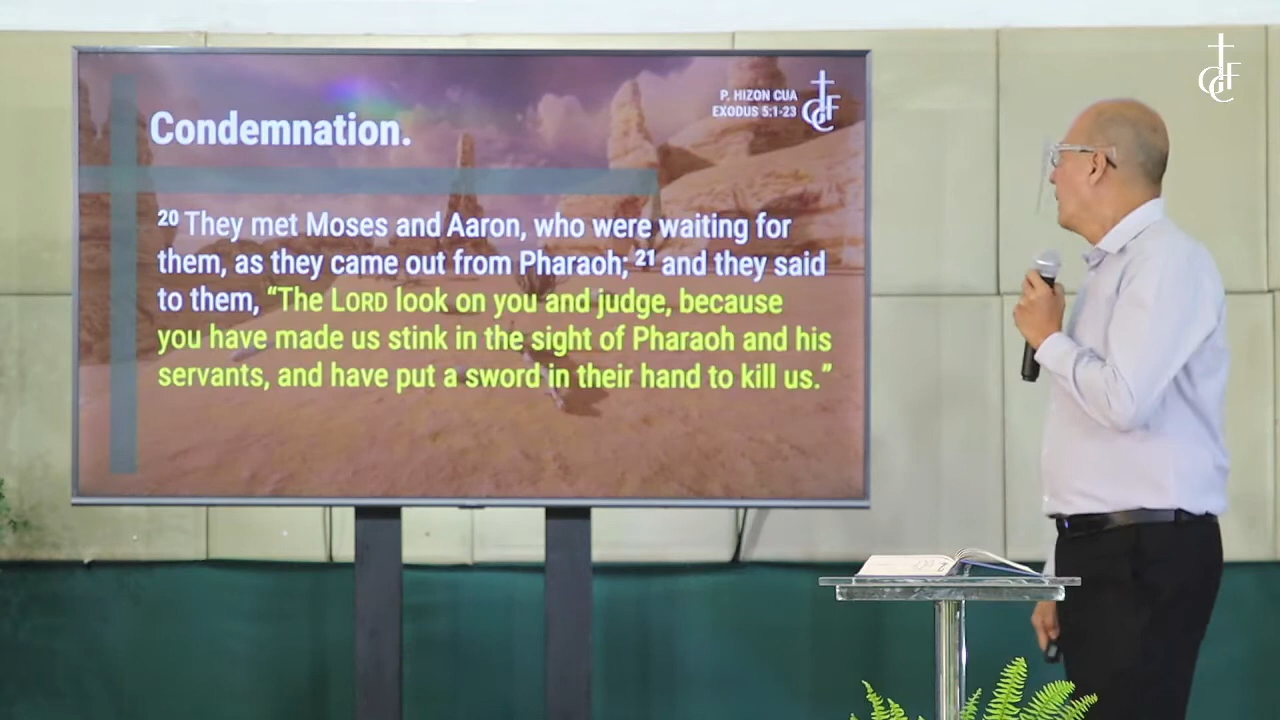 P. HIZON CUA
EXODUS 5:1-23
GCF
Condemnation.
20 They met Moses and Aaron, who were waiting for
them, as they came out from Pharaoh; 21 and they said
to them, “The LORD look on you and judge, because
you have made us stink in the sight of Pharaoh and his
servants, and have put a sword in their hand to kill us.”
GCF